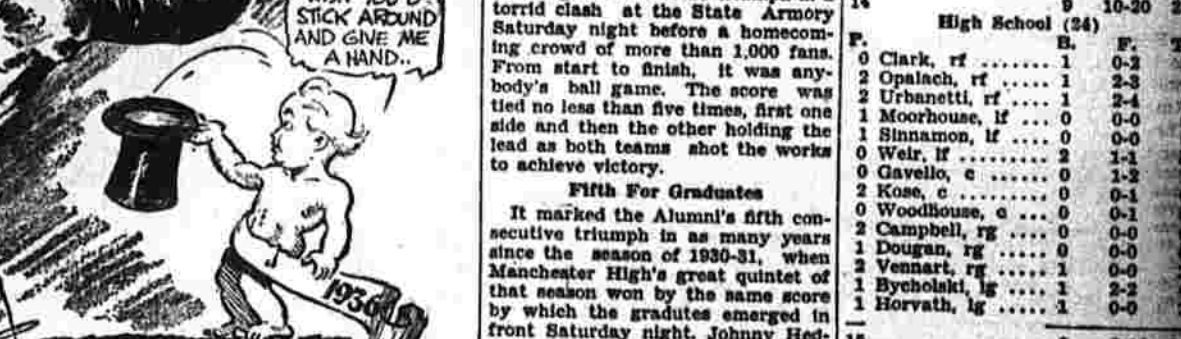 STICK AROUND
AND GIVE ME
A HAND..
1936
torrid clash at the State Armory
Saturday night before a homecom-
ing crowd of more than 1,000 fans.
From start to finish, it was any-
body's ball game. The score was
tied no less than five times, first one
side and then the other holding the
lead as both teams shot the works
to achieve victory.
Fifth For Graduates
It marked the Alumni's fifth con-
secutive triumph in as many years
since the season of 1930-31, when
Manchester High's great quintet of
that season won by the same score
by which the gradutes emerged in
front Saturday night. Johnny Hed-
14 9 10-20 2
High School (24)
P. B. F. T
0 Clark, rf ........ 1 0-2
2 Opalach, rf ...... 1 2-3
2 Urbanetti, rf .... 1 2-4
1 Moorhouse, lf ... 0 0-0
1 Sinnamon, lf .... 0 0-0
0 Weir, lf ......... 2 1-1
0 Gavello, c ...... 0 1-2
2 Kose, c ......... 0 0-1
0 Woodhouse, c ... 0 0-1
2 Campbell, rg .... 0 0-0
1 Dougan, rg ..... 0 0-0
2 Vennart, rg ..... 1 0-0
1 Bycholski, lg .... 1 2-2
1 Horvath, lg ..... 1 0-0